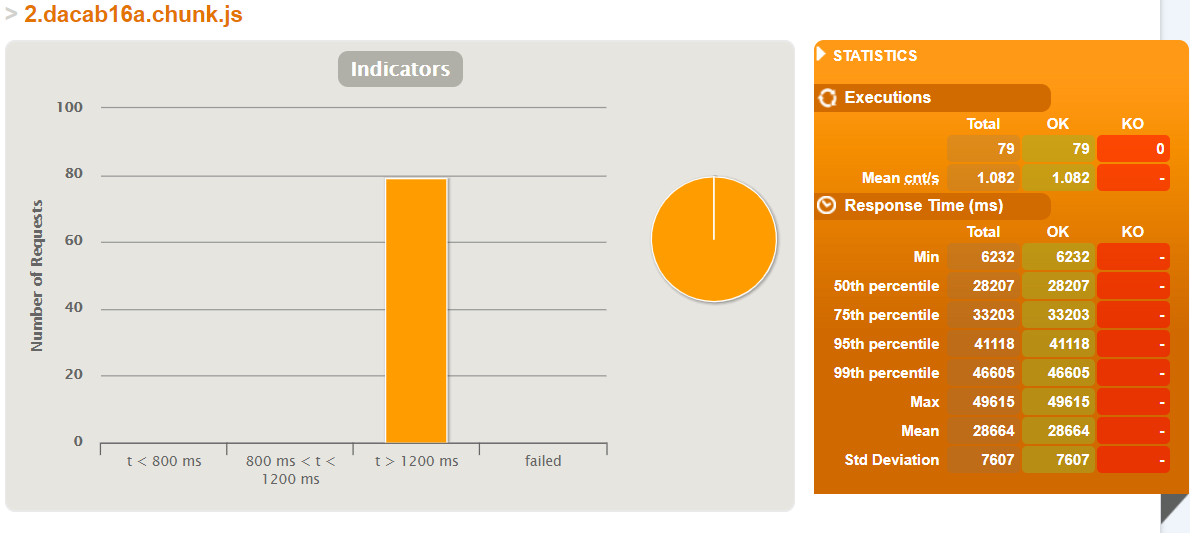 > 2.dacab16a.chunk.js
Indicators
Number of Requests
100
80
60
40
20
0
t < 800 ms
800 ms < t <
1200 ms
t > 1200 ms
failed
STATISTICS
Executions
Total OK KO
79 79 0
Mean cnt/s 1.082 1.082 -
Response Time (ms)
Total OK KO
Min 6232 6232 -
50th percentile 28207 28207 -
75th percentile 33203 33203 -
95th percentile 41118 41118 -
99th percentile 46605 46605 -
Max 49615 49615 -
Mean 28664 28664 -
Std Deviation 7607 7607 -